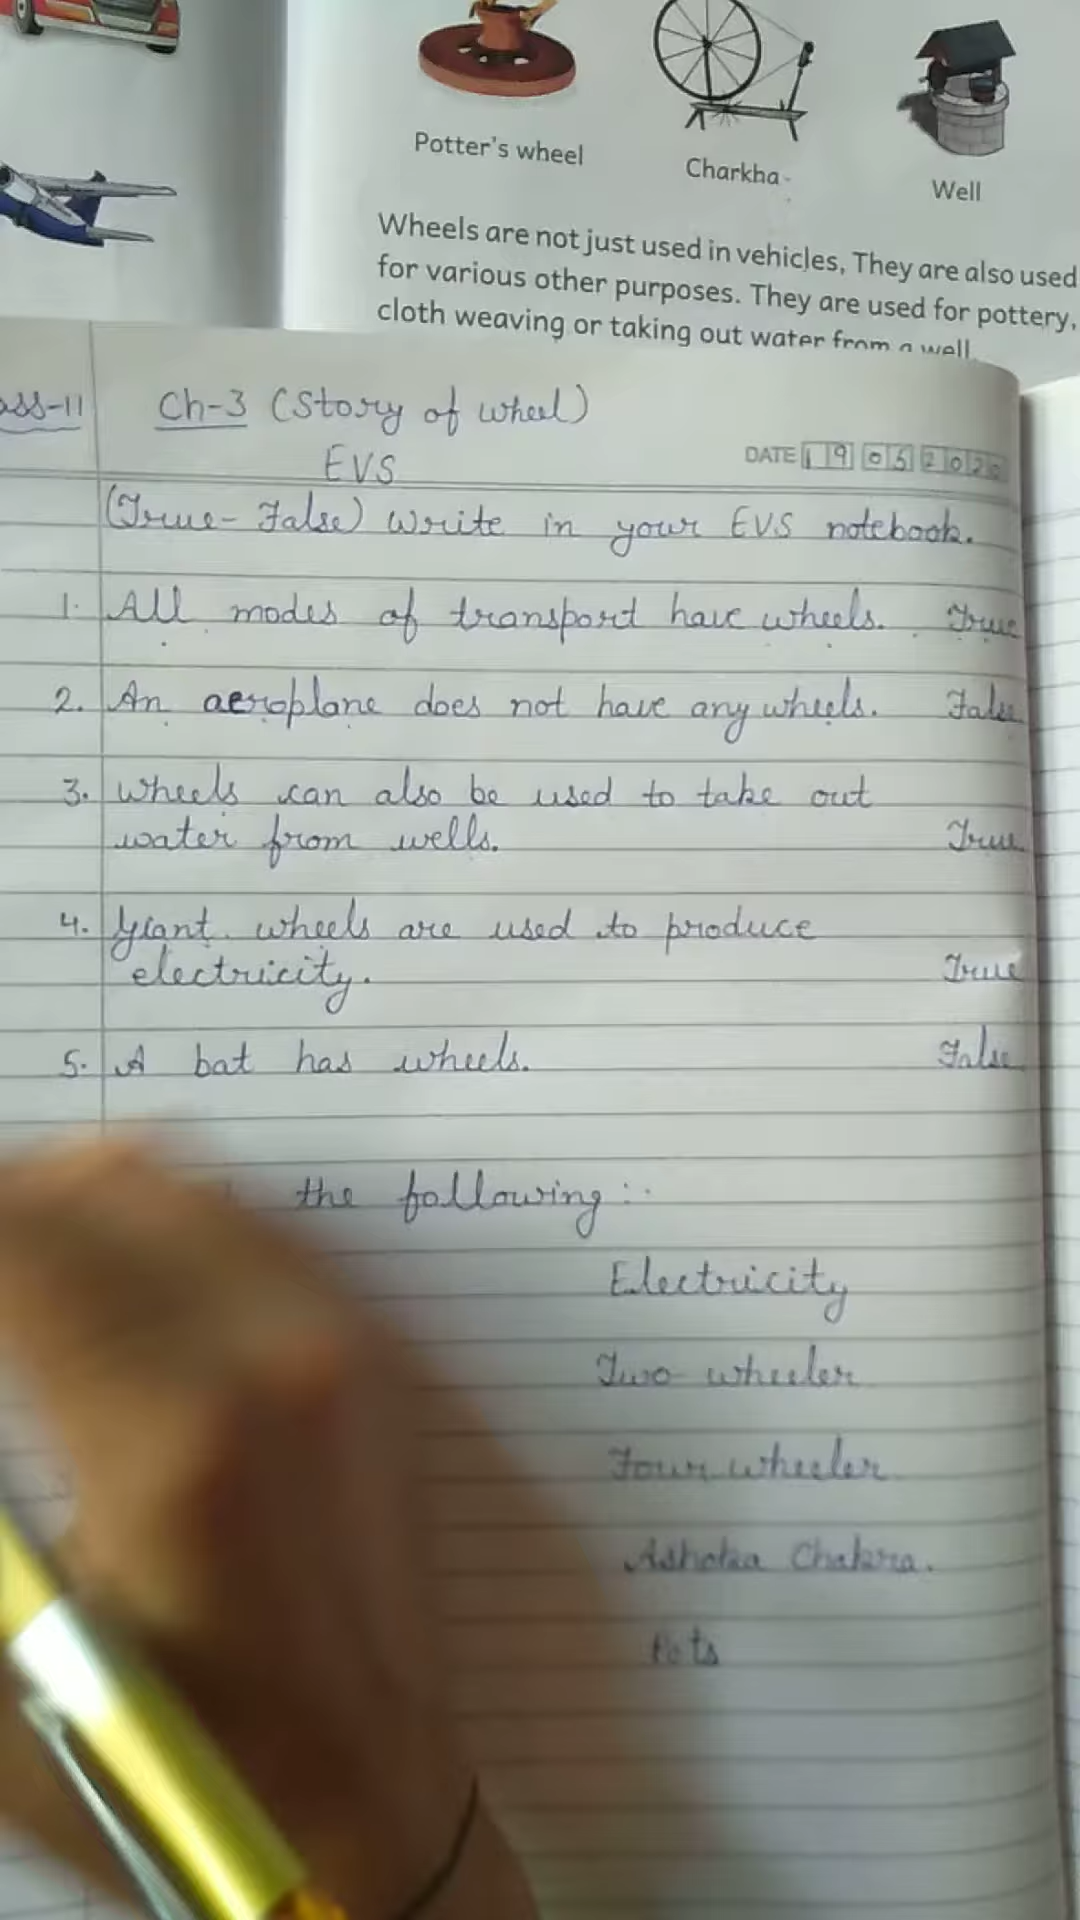 Potter's wheel
Charkha
Well
Wheels are not just used in vehicles, They are also used
for various other purposes. They are used for pottery,
cloth weaving or taking out water from a well
ass-11
Ch-3 (Story of wheel)
EVS
DATE 19 05 2020
(True-False) Write in your EVS notebook.
1. All modes of transport have wheels. True
2. An aeroplane does not have any wheels. False
3. Wheels can also be used to take out
water from wells. True
4. Giant wheels are used to produce
electricity. True
5. A bat has wheels. False
the following:-
Electricity
Two wheeler
Four wheeler
Ashoka Chakra.
Pots